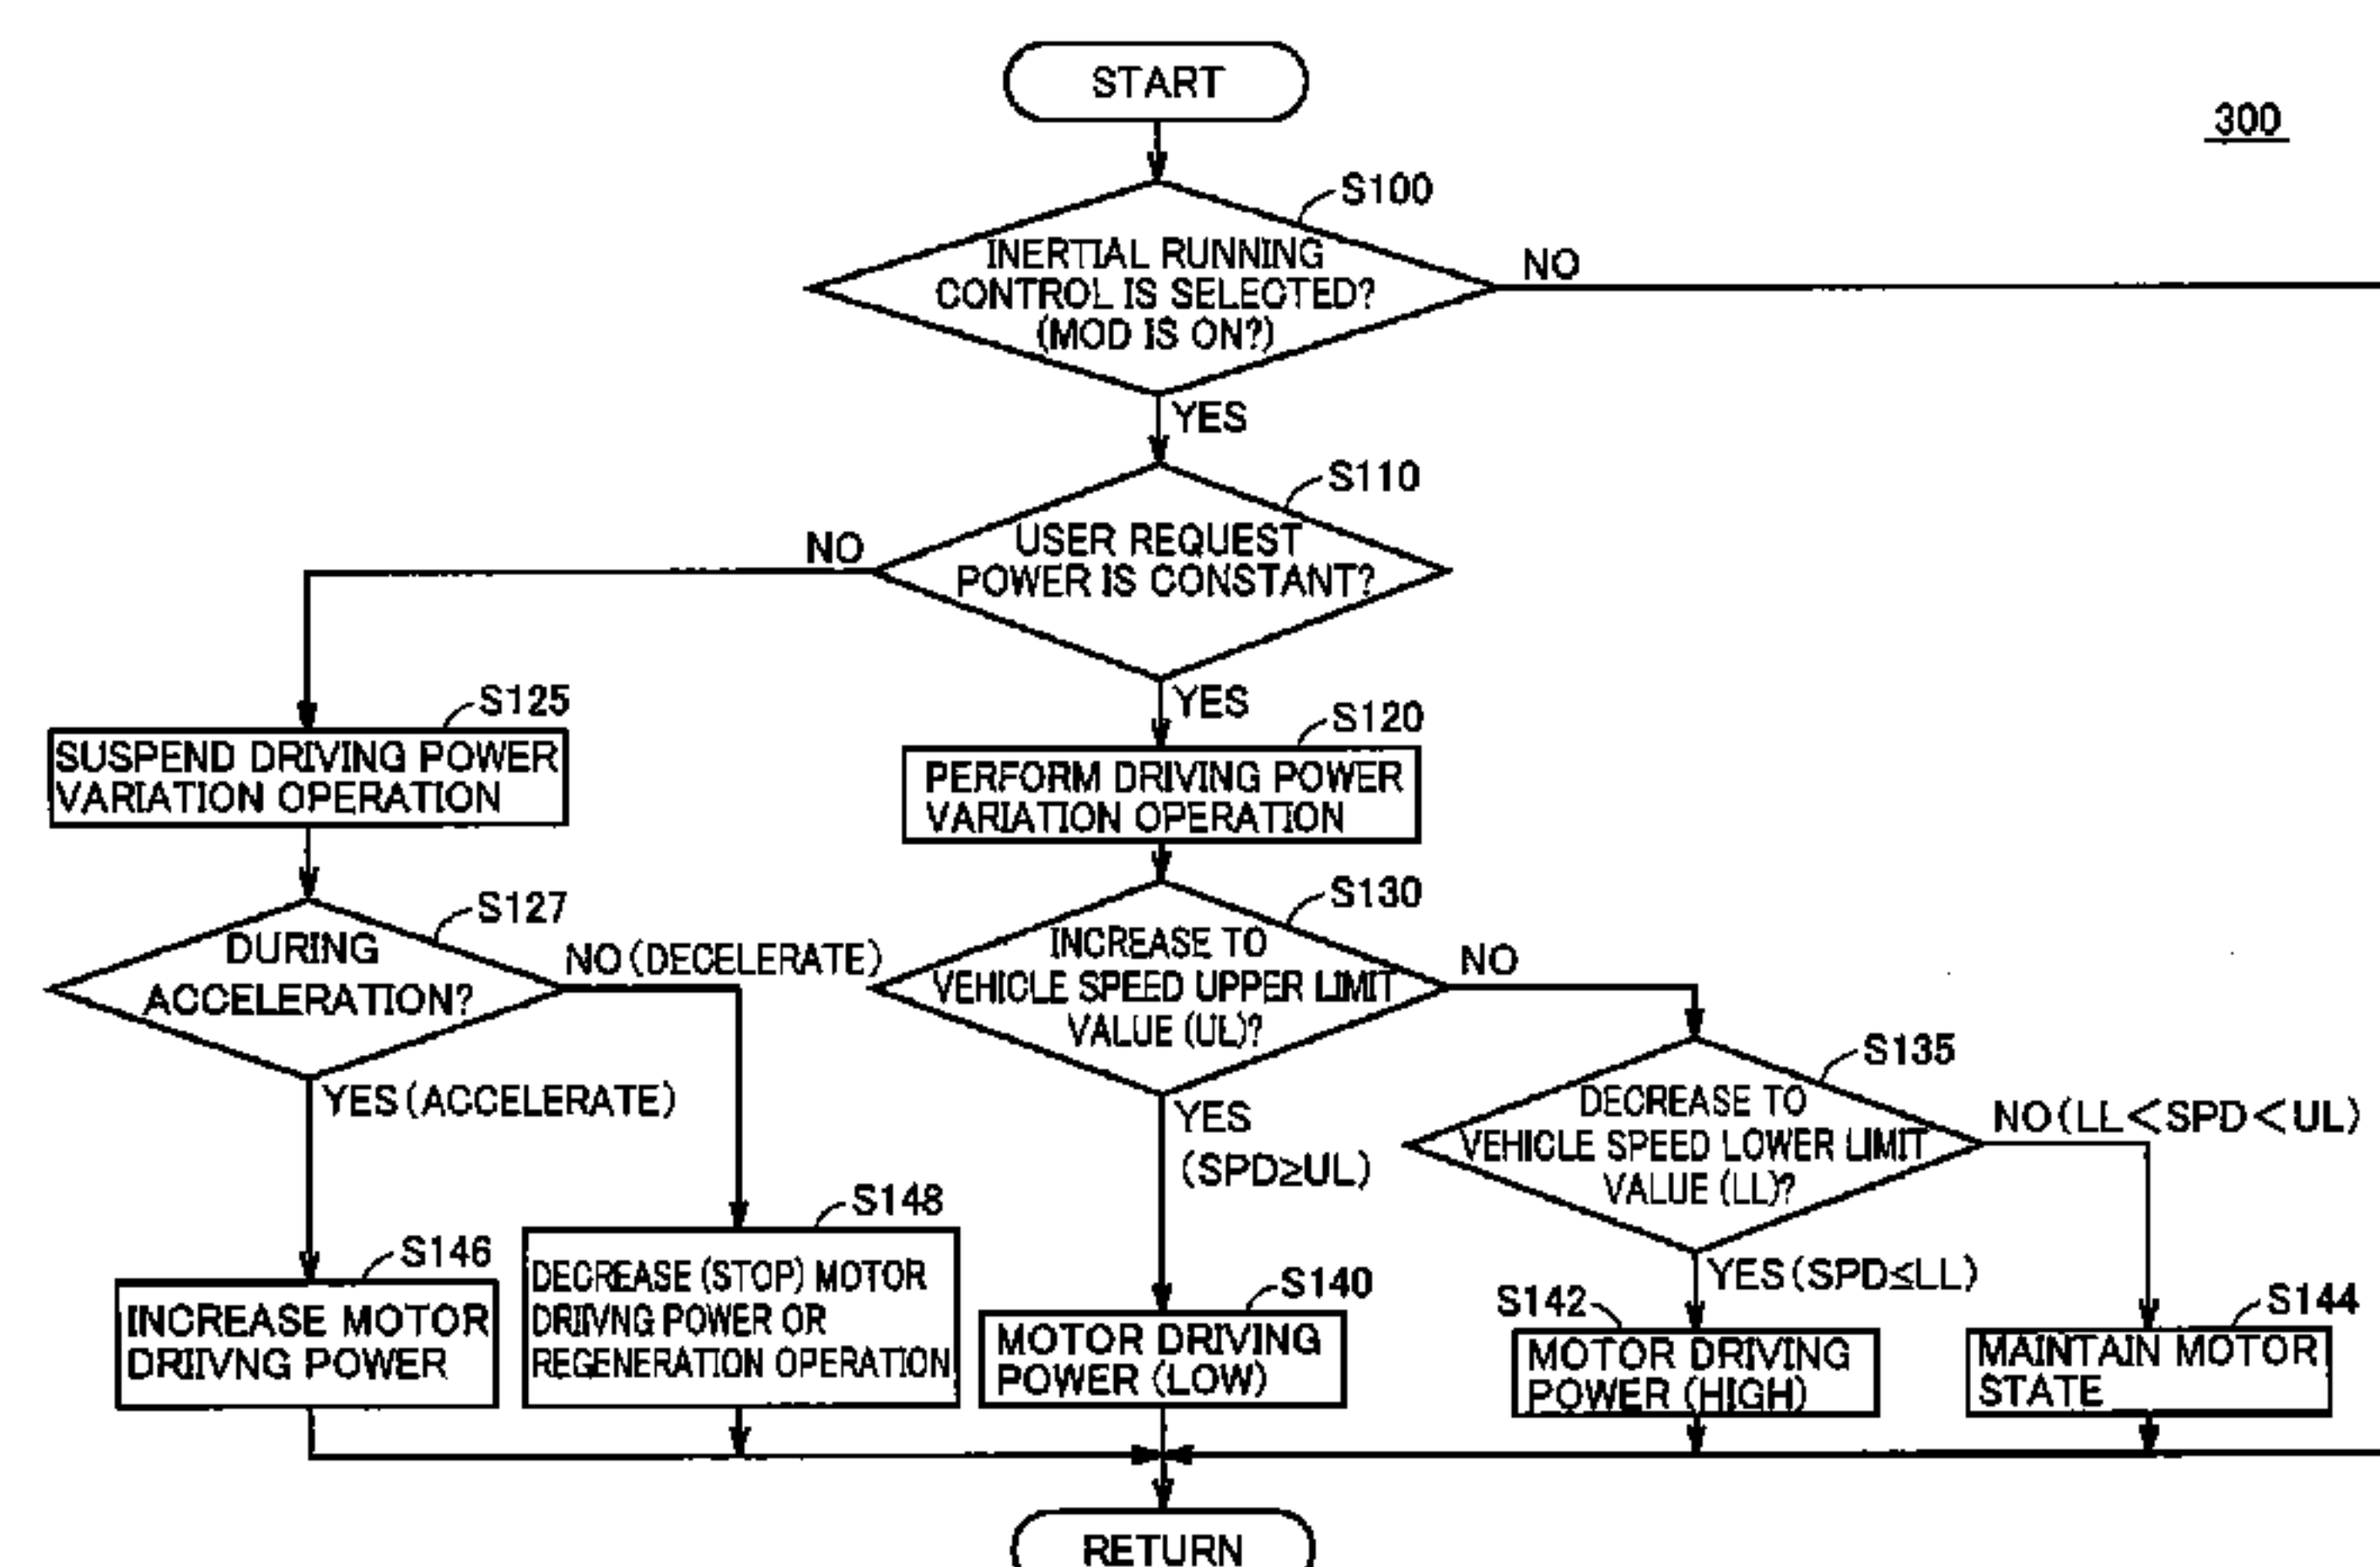 START
300
S100
INERTIAL RUNNING
CONTROL IS SELECTED?
(MOD IS ON?)
NO
YES
S110
USER REQUEST
POWER IS CONSTANT?
NO
YES
S125
SUSPEND DRIVING POWER
VARIATION OPERATION
S120
PERFORM DRIVING POWER
VARIATION OPERATION
S127
DURING
ACCELERATION?
NO (DECELERATE)
YES (ACCELERATE)
S130
INCREASE TO
VEHICLE SPEED UPPER LIMIT
VALUE (UL)?
NO
YES
(SPD≥UL)
S135
DECREASE TO
VEHICLE SPEED LOWER LIMIT
VALUE (LL)?
NO (LL<SPD<UL)
YES (SPD≤LL)
S146
INCREASE MOTOR
DRIIVNG POWER
S148
DECREASE (STOP) MOTOR
DRIIVNG POWER OR
REGENERATION OPERATION
S140
MOTOR DRIVING
POWER (LOW)
S142
MOTOR DRIVING
POWER (HIGH)
S144
MAINTAIN MOTOR
STATE
RETURN